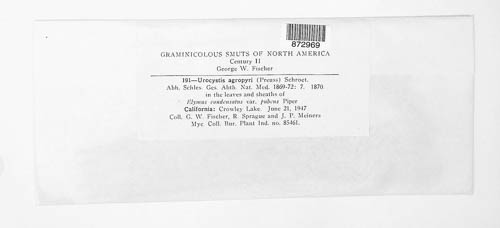 872969
GRAMINICOLOUS SMUTS OF NORTH AMERICA
Century II
George W. Fischer
191—Urocystis agropyri (Preuss) Schroet.
Abh. Schles. Ges. Abth. Nat. Med. 1869-72: 7. 1870
in the leaves and sheaths of
Elymus condensatus var. pubens Piper
California: Crowley Lake. June 21, 1947
Coll. G. W. Fischer, R. Sprague and J. P. Meiners
Myc. Coll. Bur. Plant Ind. no. 85461.